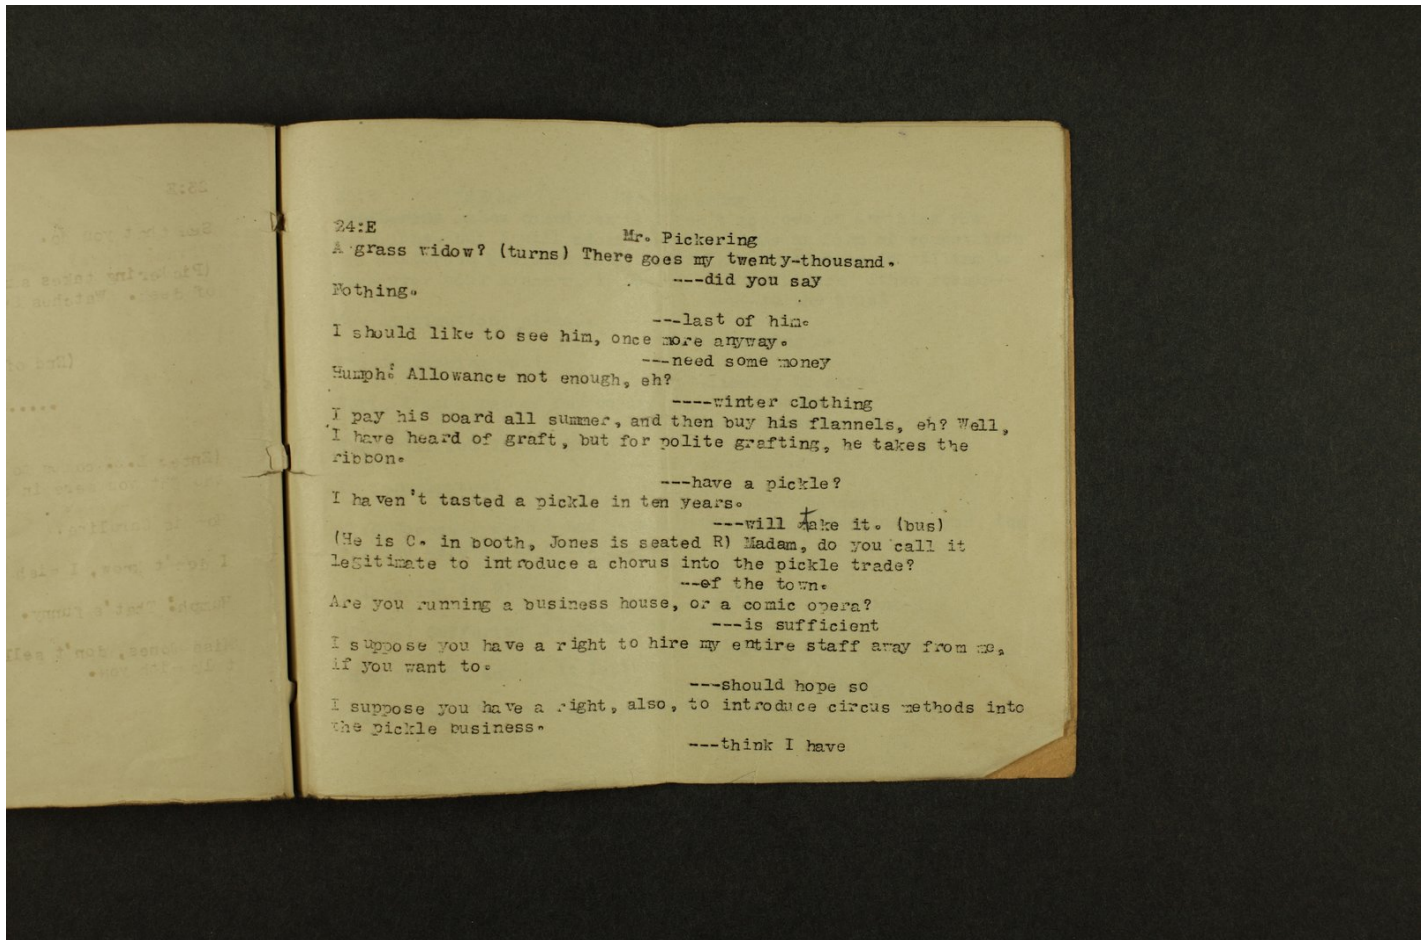 24:E
Mr. Pickering
A grass widow? (turns) There goes my twenty-thousand.
---did you say
Nothing.
---last of him.
I should like to see him, once more anyway.
---need some money
Humph! Allowance not enough, eh?
----winter clothing
I pay his board all summer, and then buy his flannels, eh? Well,
I have heard of graft, but for polite grafting, he takes the
ribbon.
---have a pickle?
I haven't tasted a pickle in ten years.
---will take it. (bus)
(He is C. in booth, Jones is seated R) Madam, do you call it
legitimate to introduce a chorus into the pickle trade?
--of the town.
Are you running a business house, or a comic opera?
---is sufficient
I suppose you have a right to hire my entire staff away from me,
if you want to.
---should hope so
I suppose you have a right, also, to introduce circus methods into
the pickle business.
---think I have